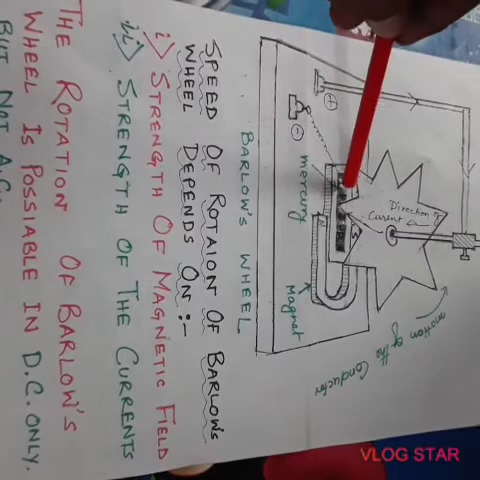 +
-
mercury
Direction of
Current
Magnet
motion of the Conductor
BARLOW'S WHEEL
SPEED OF ROTAION OF BARLOW'S
WHEEL DEPENDS ON:-
i) STRENGTH OF MAGNETIC FIELD
ii) STRENGTH OF THE CURRENTS
THE ROTATION OF BARLOW'S
WHEEL IS POSSIABLE IN D.C. ONLY.
BUT NOT A.C.
VLOG STAR